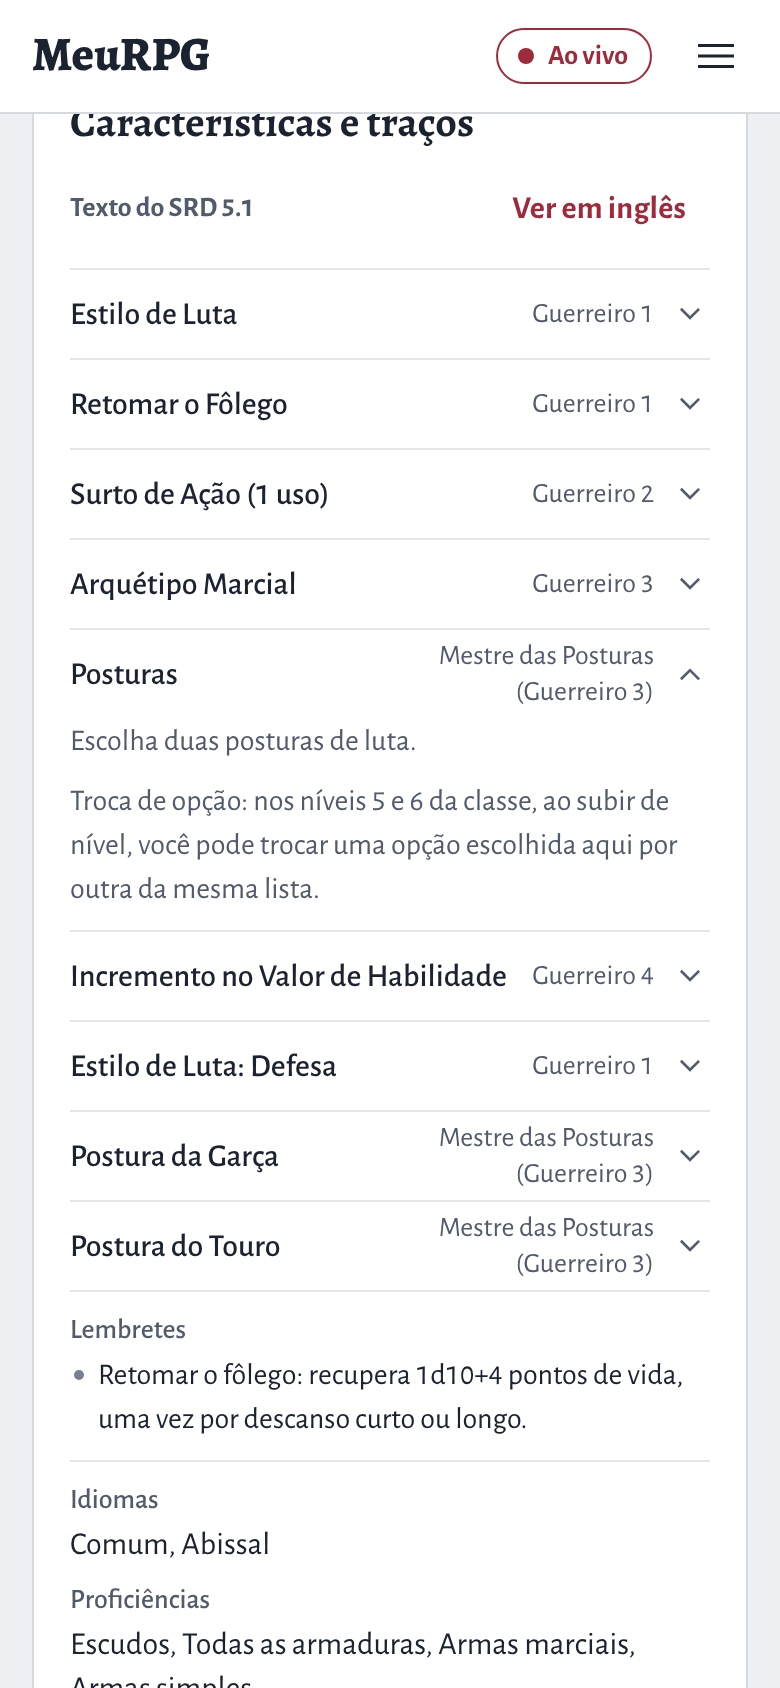 MeuRPG
Ao vivo
Características e traços
Texto do SRD 5.1
Ver em inglês
Estilo de Luta
Guerreiro 1
Retomar o Fôlego
Guerreiro 1
Surto de Ação (1 uso)
Guerreiro 2
Arquétipo Marcial
Guerreiro 3
Posturas
Mestre das Posturas
(Guerreiro 3)
Escolha duas posturas de luta.
Troca de opção: nos níveis 5 e 6 da classe, ao subir de
nível, você pode trocar uma opção escolhida aqui por
outra da mesma lista.
Incremento no Valor de Habilidade
Guerreiro 4
Estilo de Luta: Defesa
Guerreiro 1
Postura da Garça
Mestre das Posturas
(Guerreiro 3)
Postura do Touro
Mestre das Posturas
(Guerreiro 3)
Lembretes
Retomar o fôlego: recupera 1d10+4 pontos de vida,
uma vez por descanso curto ou longo.
Idiomas
Comum, Abissal
Proficiências
Escudos, Todas as armaduras, Armas marciais,
Armas simples